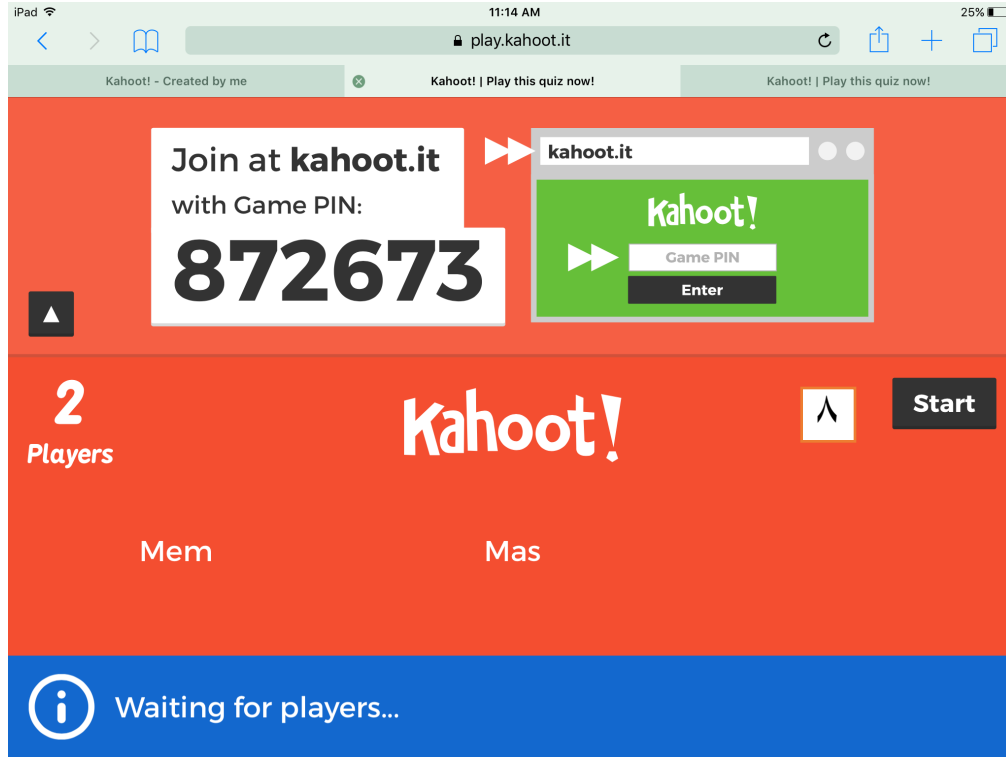 iPad 11:14 AM 25%
play.kahoot.it
Kahoot! - Created by me Kahoot! | Play this quiz now! Kahoot! | Play this quiz now!
Join at kahoot.it
with Game PIN:
872673
kahoot.it
Kahoot!
Game PIN
Enter
2
Players
Kahoot!
٨
Start
Mem Mas
Waiting for players...